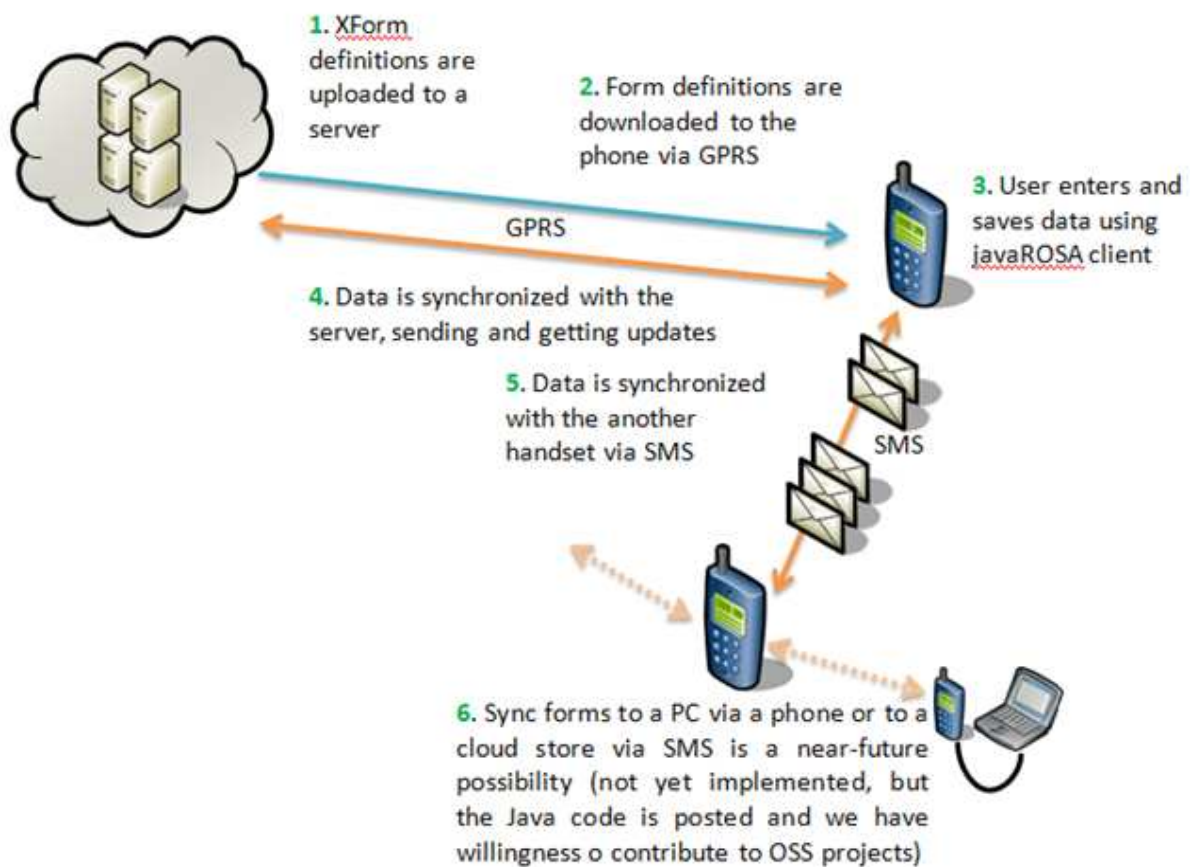 1. XForm
definitions are
uploaded to a
server
2. Form definitions are
downloaded to the
phone via GPRS
3. User enters and
saves data using
javaROSA client
GPRS
4. Data is synchronized with the
server, sending and getting updates
5. Data is synchronized
with the another
handset via SMS
SMS
6. Sync forms to a PC via a phone or to a
cloud store via SMS is a near-future
possibility (not yet implemented, but
the Java code is posted and we have
willingness o contribute to OSS projects)